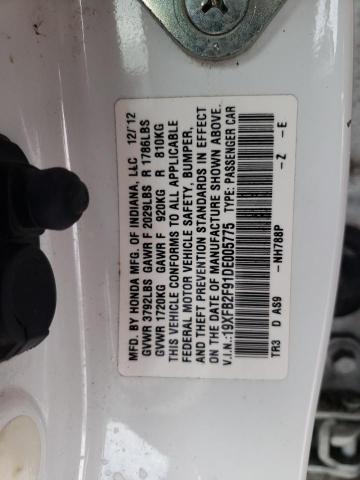 MFD. BY HONDA MFG. OF INDIANA, LLC 12/'12
GVWR 3792LBS GAWR F 2029LBS R 1786LBS
GVWR 1720KG GAWR F 920KG R 810KG
THIS VEHICLE CONFORMS TO ALL APPLICABLE
FEDERAL MOTOR VEHICLE SAFETY, BUMPER,
AND THEFT PREVENTION STANDARDS IN EFFECT
ON THE DATE OF MANUFACTURE SHOWN ABOVE.
V.I.N.:19XFB2F91DE005775 TYPE: PASSENGER CAR
TR3 D AS9 -NH788P -Z -E